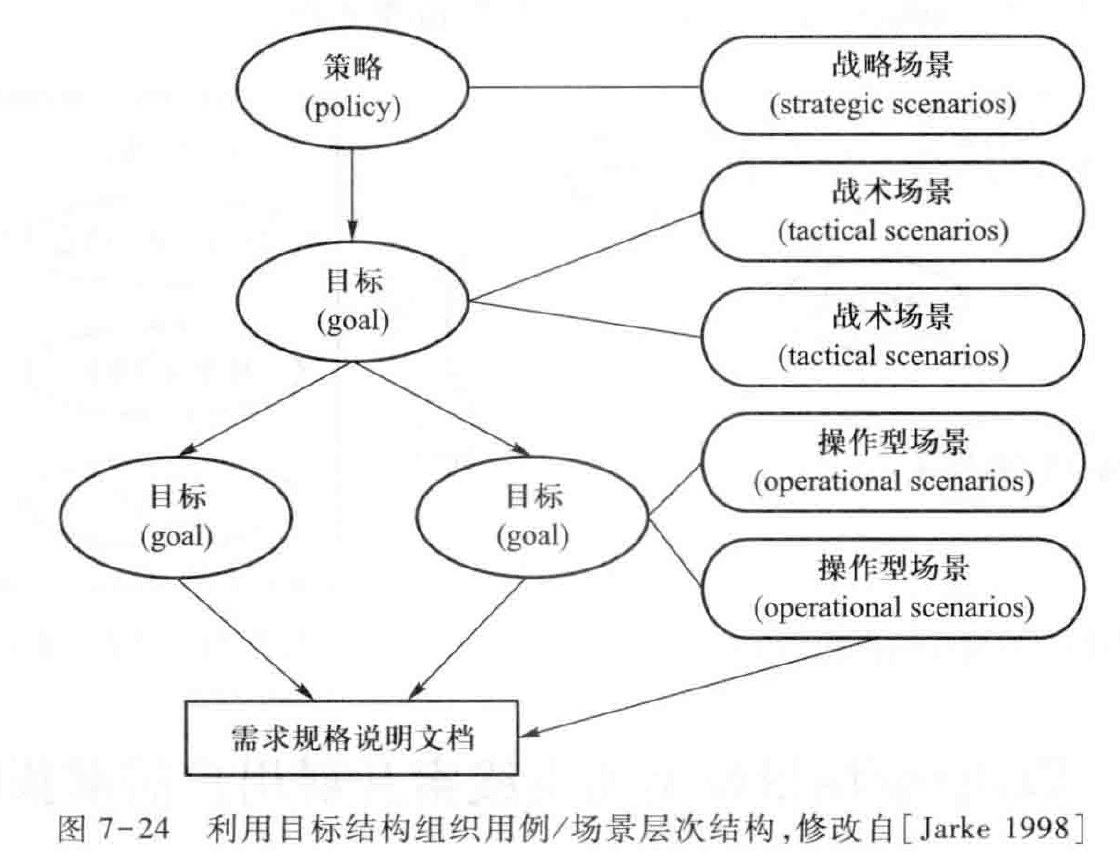 策略
(policy)
战略场景
(strategic scenarios)
战术场景
(tactical scenarios)
目标
(goal)
战术场景
(tactical scenarios)
操作型场景
(operational scenarios)
目标
(goal)
目标
(goal)
操作型场景
(operational scenarios)
需求规格说明文档
图 7-24 利用目标结构组织用例/场景层次结构,修改自[Jarke 1998]